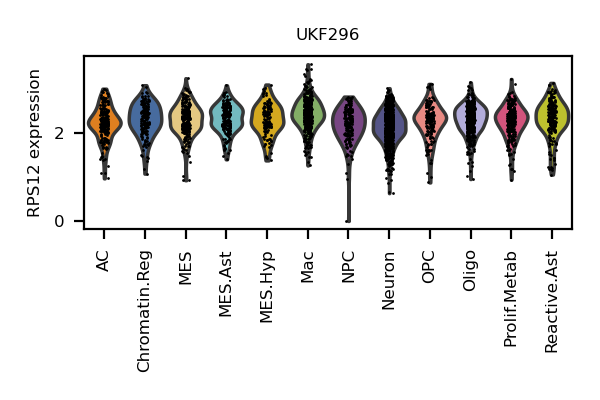 UKF296
RPS12 expression
2
0
AC
Chromatin.Reg
MES
MES.Ast
MES.Hyp
Mac
NPC
Neuron
OPC
Oligo
Prolif.Metab
Reactive.Ast